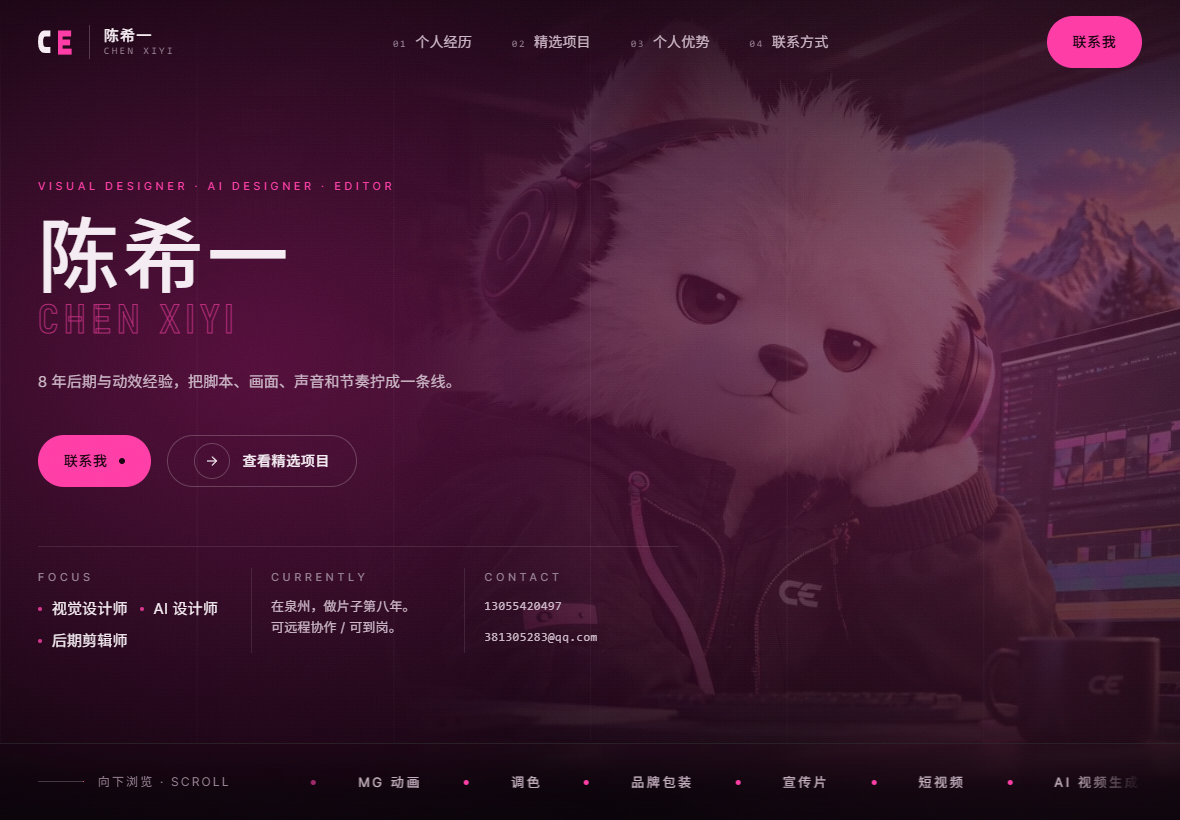 CE
陈希一
CHEN XIYI
01 个人经历
02 精选项目
03 个人优势
04 联系方式
联系我
VISUAL DESIGNER · AI DESIGNER · EDITOR
陈希一
CHEN XIYI
8 年后期与动效经验，把脚本、画面、声音和节奏拧成一条线。
联系我
查看精选项目
FOCUS
视觉设计师 AI 设计师
后期剪辑师
CURRENTLY
在泉州，做片子第八年。
可远程协作 / 可到岗。
CONTACT
13055420497
381305283@qq.com
CE
CE
向下浏览 · SCROLL
MG 动画
调色
品牌包装
宣传片
短视频
AI 视频生成